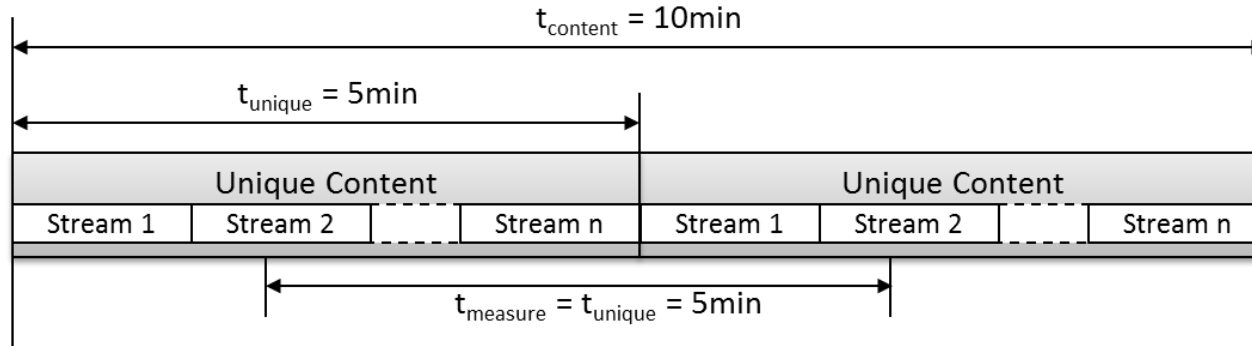 t_content = 10min
t_unique = 5min
Unique Content Unique Content
Stream 1 Stream 2 Stream n Stream 1 Stream 2 Stream n
t_measure = t_unique = 5min